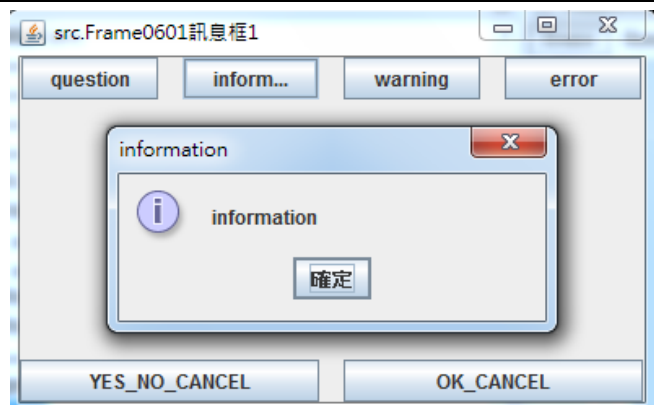 src.Frame0601訊息框1
question inform... warning error
information
i information
確定
YES_NO_CANCEL OK_CANCEL